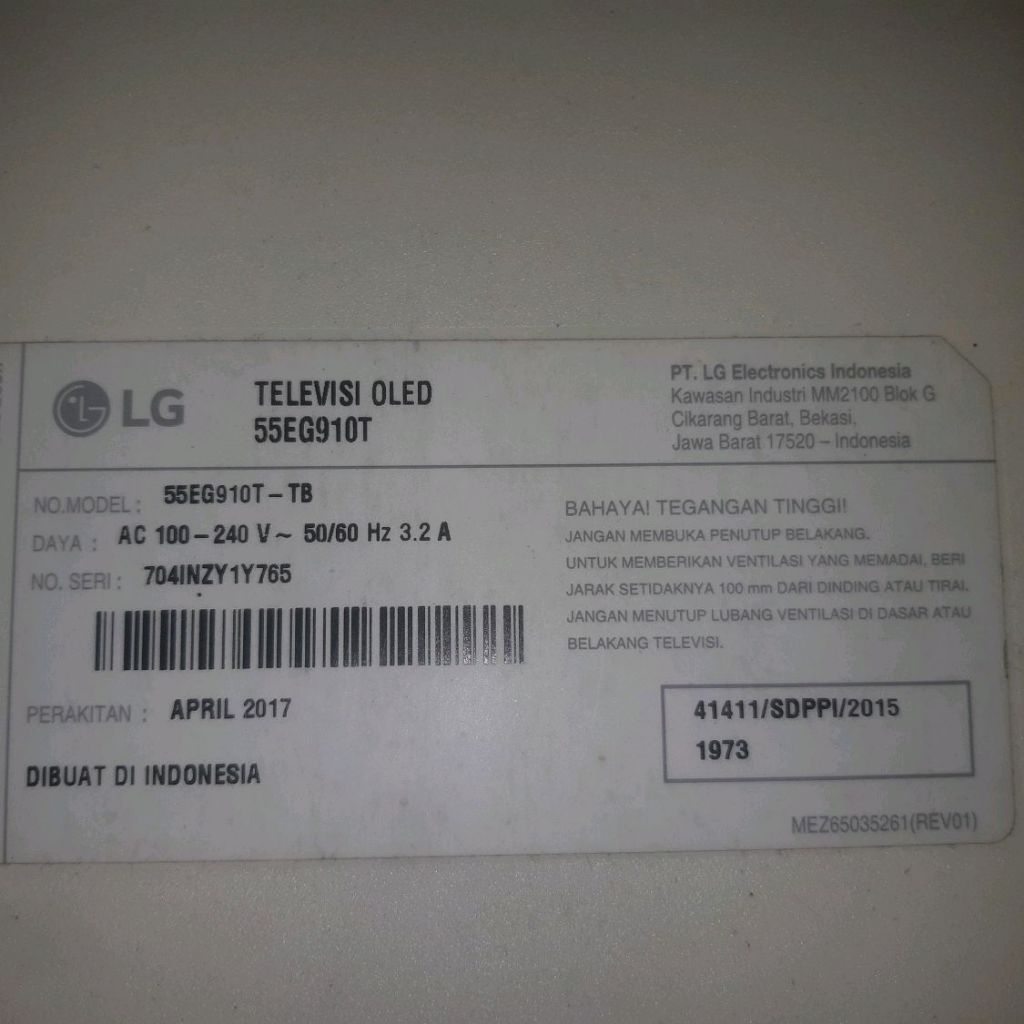 LG
TELEVISI OLED
55EG910T
PT. LG Electronics Indonesia
Kawasan Industri MM2100 Blok G
Cikarang Barat, Bekasi,
Jawa Barat 17520 – Indonesia
NO.MODEL : 55EG910T-TB
DAYA : AC 100-240 V~ 50/60 Hz 3.2 A
NO. SERI : 704INZY1Y765
PERAKITAN : APRIL 2017
DIBUAT DI INDONESIA
BAHAYA! TEGANGAN TINGGI!
JANGAN MEMBUKA PENUTUP BELAKANG.
UNTUK MEMBERIKAN VENTILASI YANG MEMADAI, BERI
JARAK SETIDAKNYA 100 mm DARI DINDING ATAU TIRAI.
JANGAN MENUTUP LUBANG VENTILASI DI DASAR ATAU
BELAKANG TELEVISI.
41411/SDPPI/2015
1973
MEZ65035261(REV01)